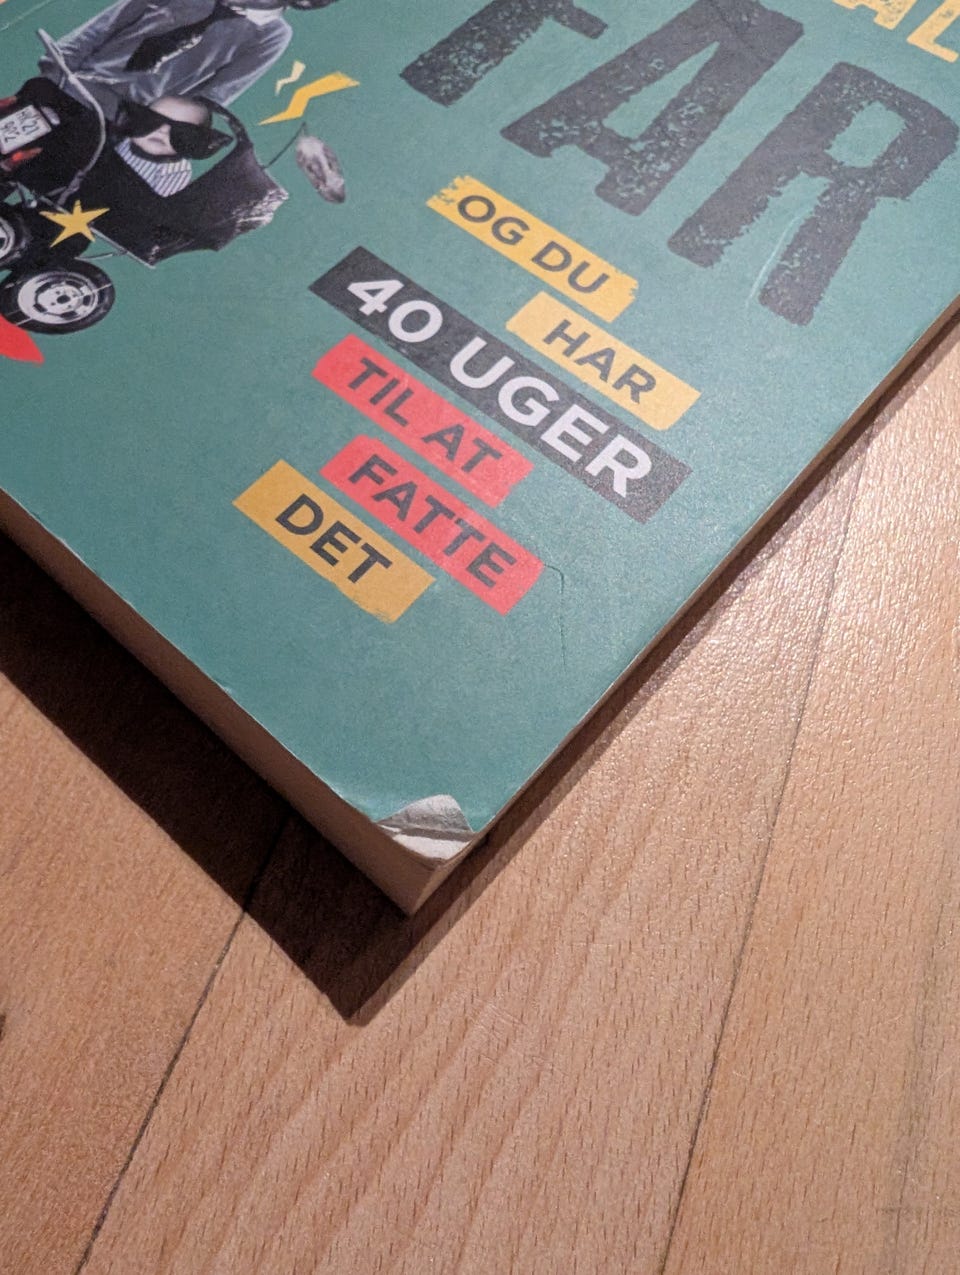 FAR
OG DU
HAR
40 UGER
TIL AT
FATTE
DET